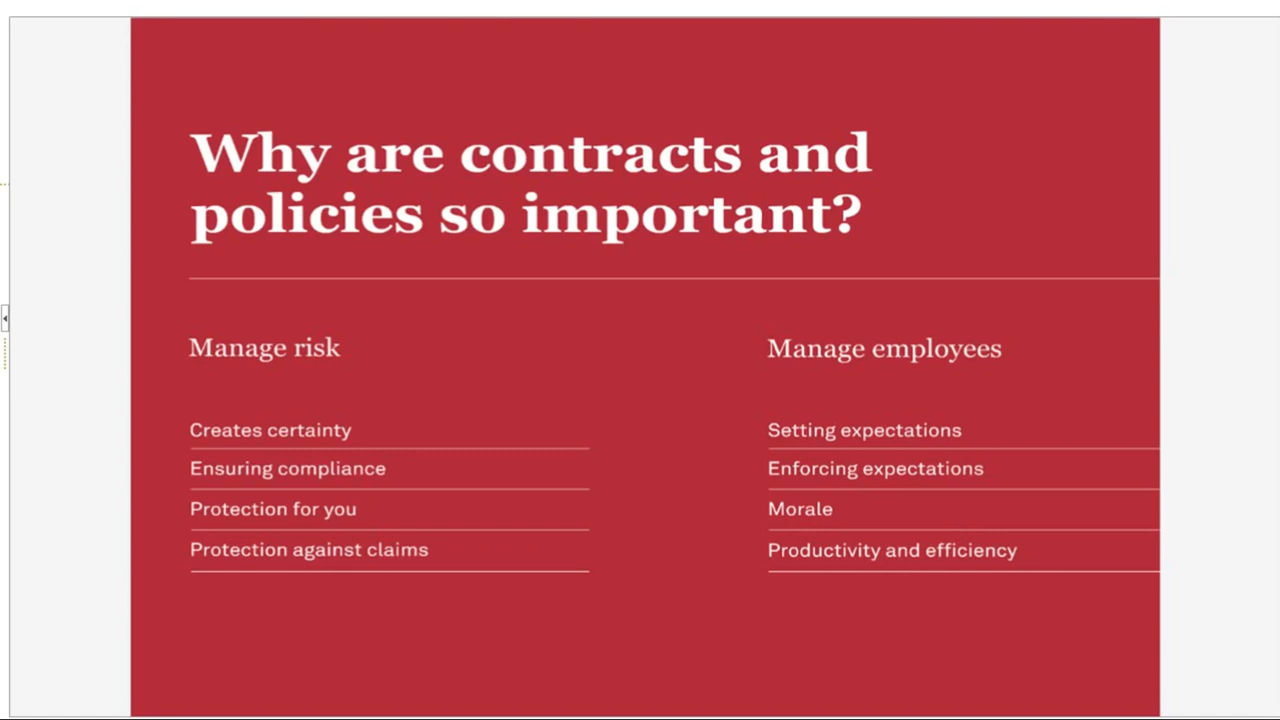 Why are contracts and
policies so important?
Manage risk
Creates certainty
Ensuring compliance
Protection for you
Protection against claims
Manage employees
Setting expectations
Enforcing expectations
Morale
Productivity and efficiency